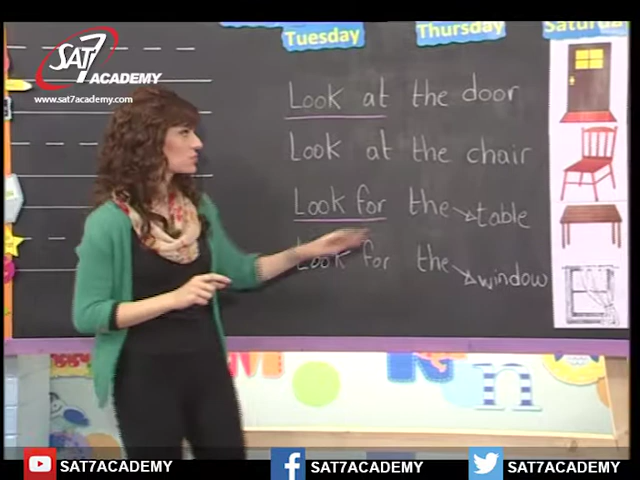 Tuesday
Thursday
Saturday
SAT7
ACADEMY
www.sat7academy.com
Look at the door
Look at the chair
Look for the table
Look for the window
n
SAT7ACADEMY
SAT7ACADEMY
SAT7ACADEMY